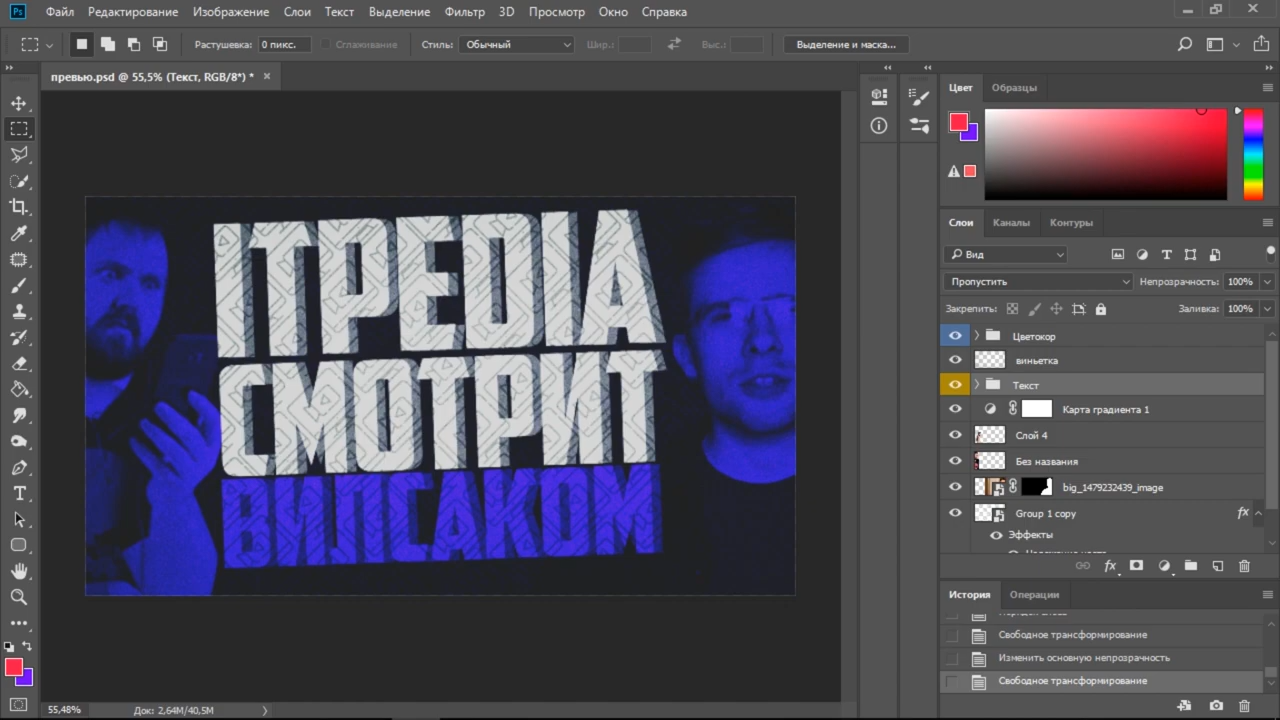 Ps Файл Редактирование Изображение Слои Текст Выделение Фильтр 3D Просмотр Окно Справка
Растушевка: 0 пикс. Сглаживание Стиль: Обычный Шир.: Выс.: Выделение и маска...
превью.psd @ 55,5% (Текст, RGB/8*) *
ITPEDIA
СМОТРИТ
55,48% Док: 2,64M/40,5M
Цвет Образцы
Слои Каналы Контуры
Вид
Пропустить Непрозрачность: 100%
Закрепить: Заливка: 100%
Цветокор
виньетка
Текст
Карта градиента 1
Слой 4
Без названия
big_1479232439_image
Group 1 copy fx
Эффекты
История Операции
Свободное трансформирование
Изменить основную непрозрачность
Свободное трансформирование